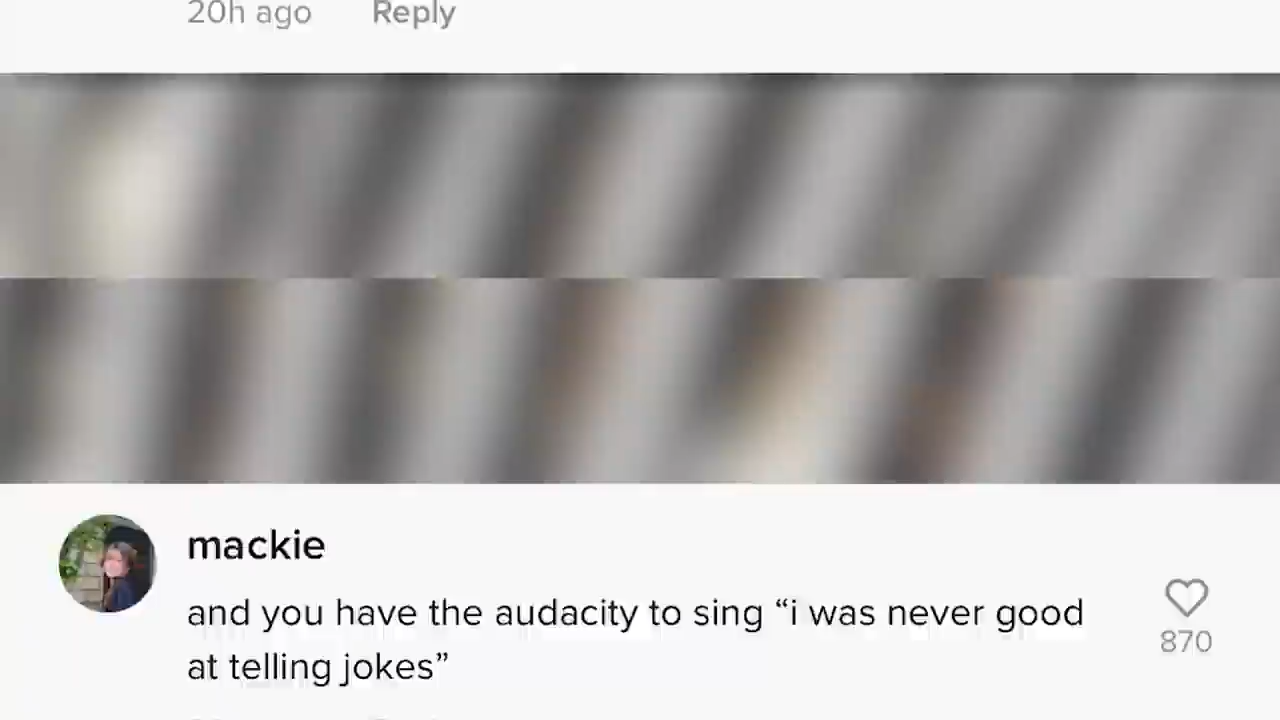 20h ago Reply
mackie
and you have the audacity to sing “i was never good
870
at telling jokes”